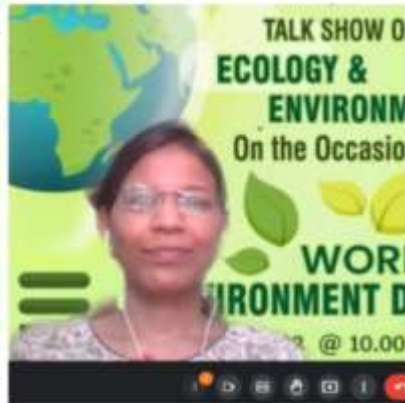 TALK SHOW O
ECOLOGY &
ENVIRONM
On the Occasio
WOR
IRONMENT D
@ 10.00